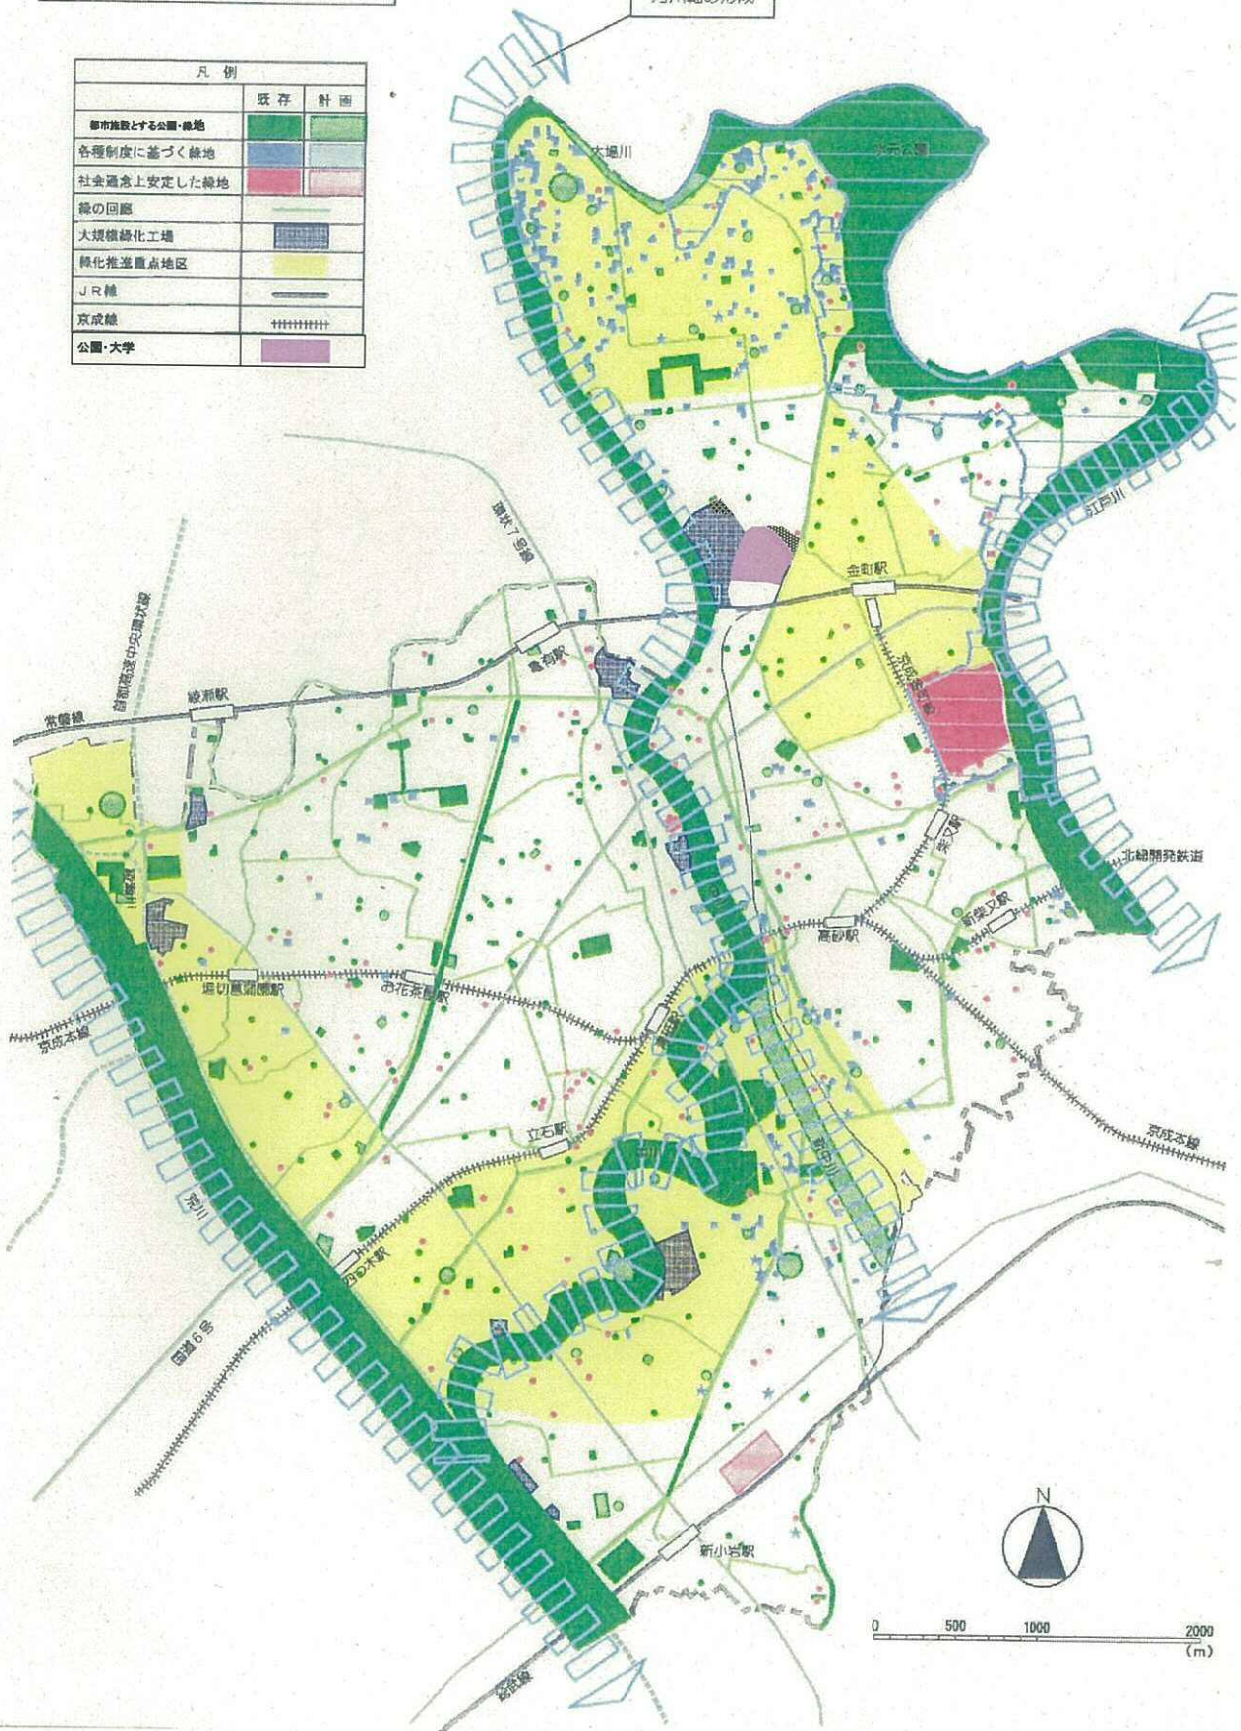 凡 例
既 存 計 画
都市施設とする公園・緑地
各種制度に基づく緑地
社会通念上安定した緑地
緑の回廊
大規模緑化工場
緑化推進重点地区
JR線
京成線
公園・大学
大場川
水元公園
江戸川
環状7号線
金町駅
京成金町線
亀有駅
首都高速中央環状線
綾瀬駅
常磐線
柴又駅
北総開発鉄道
新柴又駅
高砂駅
堀切菖蒲園駅
お花茶屋駅
京成本線
青砥駅
立石駅
中川
新中川
京成本線
荒川
四つ木駅
国道6号
新小岩駅
総武線
N
0 500 1000 2000
(m)